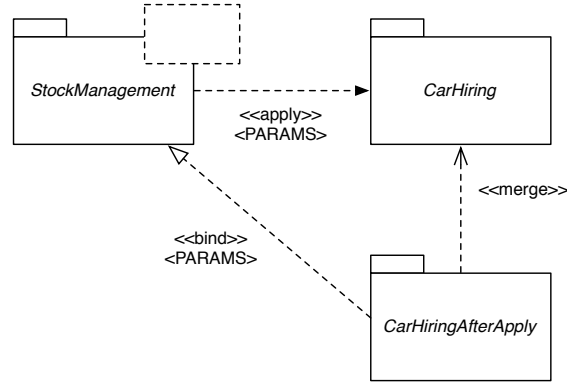 StockManagement
CarHiring
<<apply>>
<PARAMS>
<<merge>>
<<bind>>
<PARAMS>
CarHiringAfterApply